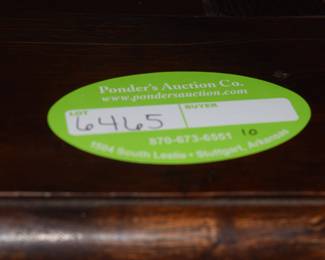 Ponder's Auction Co.
www.pondersauction.com
LOT BUYER
6465
870-673-6551 10
1504 South Leslie • Stuttgart, Arkansas